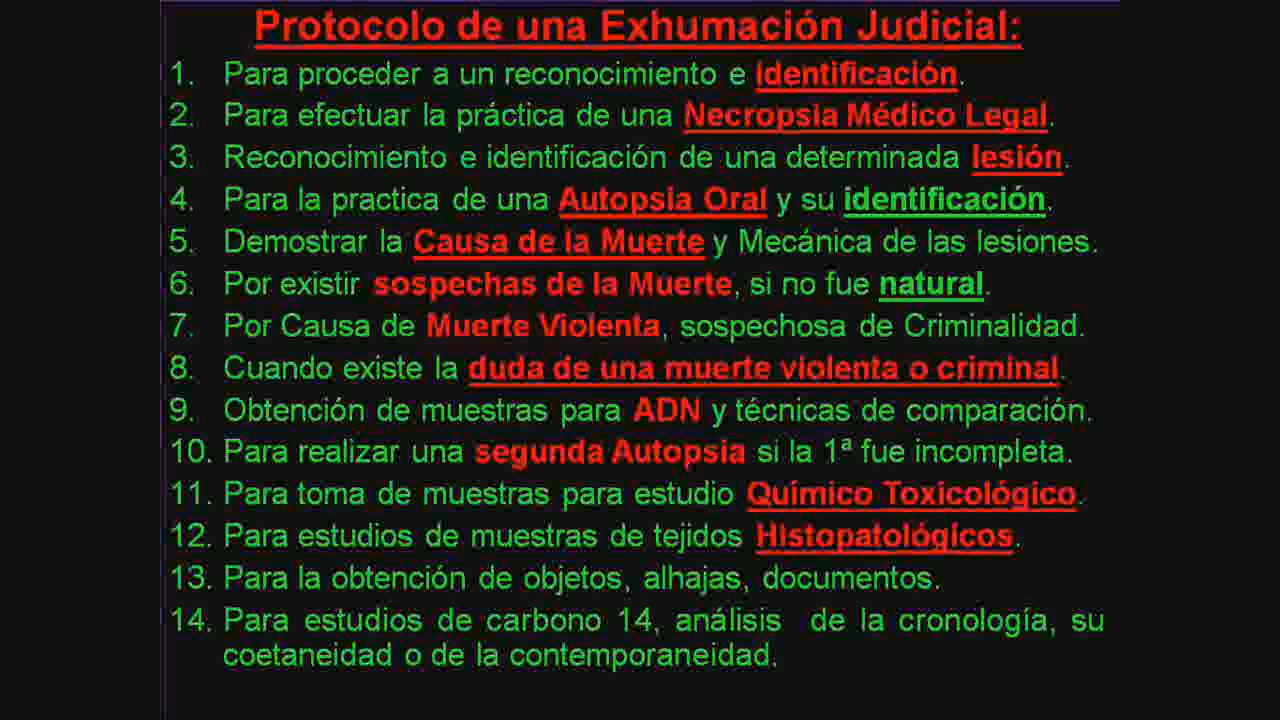 Protocolo de una Exhumación Judicial:
1. Para proceder a un reconocimiento e identificación.
2. Para efectuar la práctica de una Necropsia Médico Legal.
3. Reconocimiento e identificación de una determinada lesión.
4. Para la practica de una Autopsia Oral y su identificación.
5. Demostrar la Causa de la Muerte y Mecánica de las lesiones.
6. Por existir sospechas de la Muerte, si no fue natural.
7. Por Causa de Muerte Violenta, sospechosa de Criminalidad.
8. Cuando existe la duda de una muerte violenta o criminal.
9. Obtención de muestras para ADN y técnicas de comparación.
10. Para realizar una segunda Autopsia si la 1ª fue incompleta.
11. Para toma de muestras para estudio Químico Toxicológico.
12. Para estudios de muestras de tejidos Histopatológicos.
13. Para la obtención de objetos, alhajas, documentos.
14. Para estudios de carbono 14, análisis de la cronología, su
coetaneidad o de la contemporaneidad.